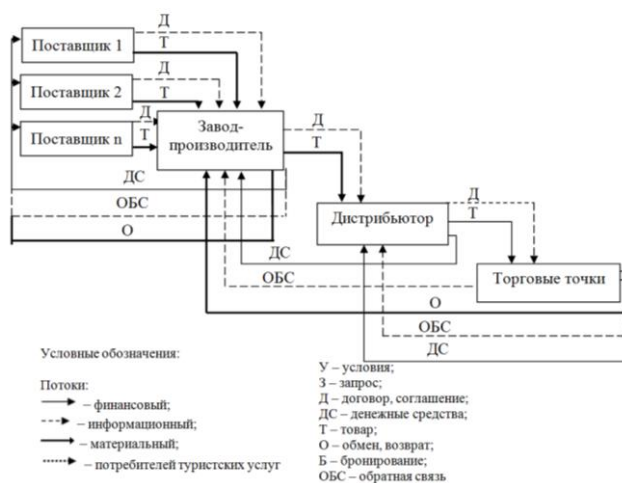 Д
Поставщик 1
Т
Д
Поставщик 2
Т
Д
Поставщик n
Т
Завод-
производитель
Д
Т
ДС
ОБС
О
Дистрибьютор
Д
Т
ДС
ОБС
Торговые точки
О
ОБС
ДС
Условные обозначения:
Потоки:
– финансовый;
– информационный;
– материальный;
– потребителей туристских услуг
У – условия;
З – запрос;
Д – договор, соглашение;
ДС – денежные средства;
Т – товар;
О – обмен, возврат;
Б – бронирование;
ОБС – обратная связь